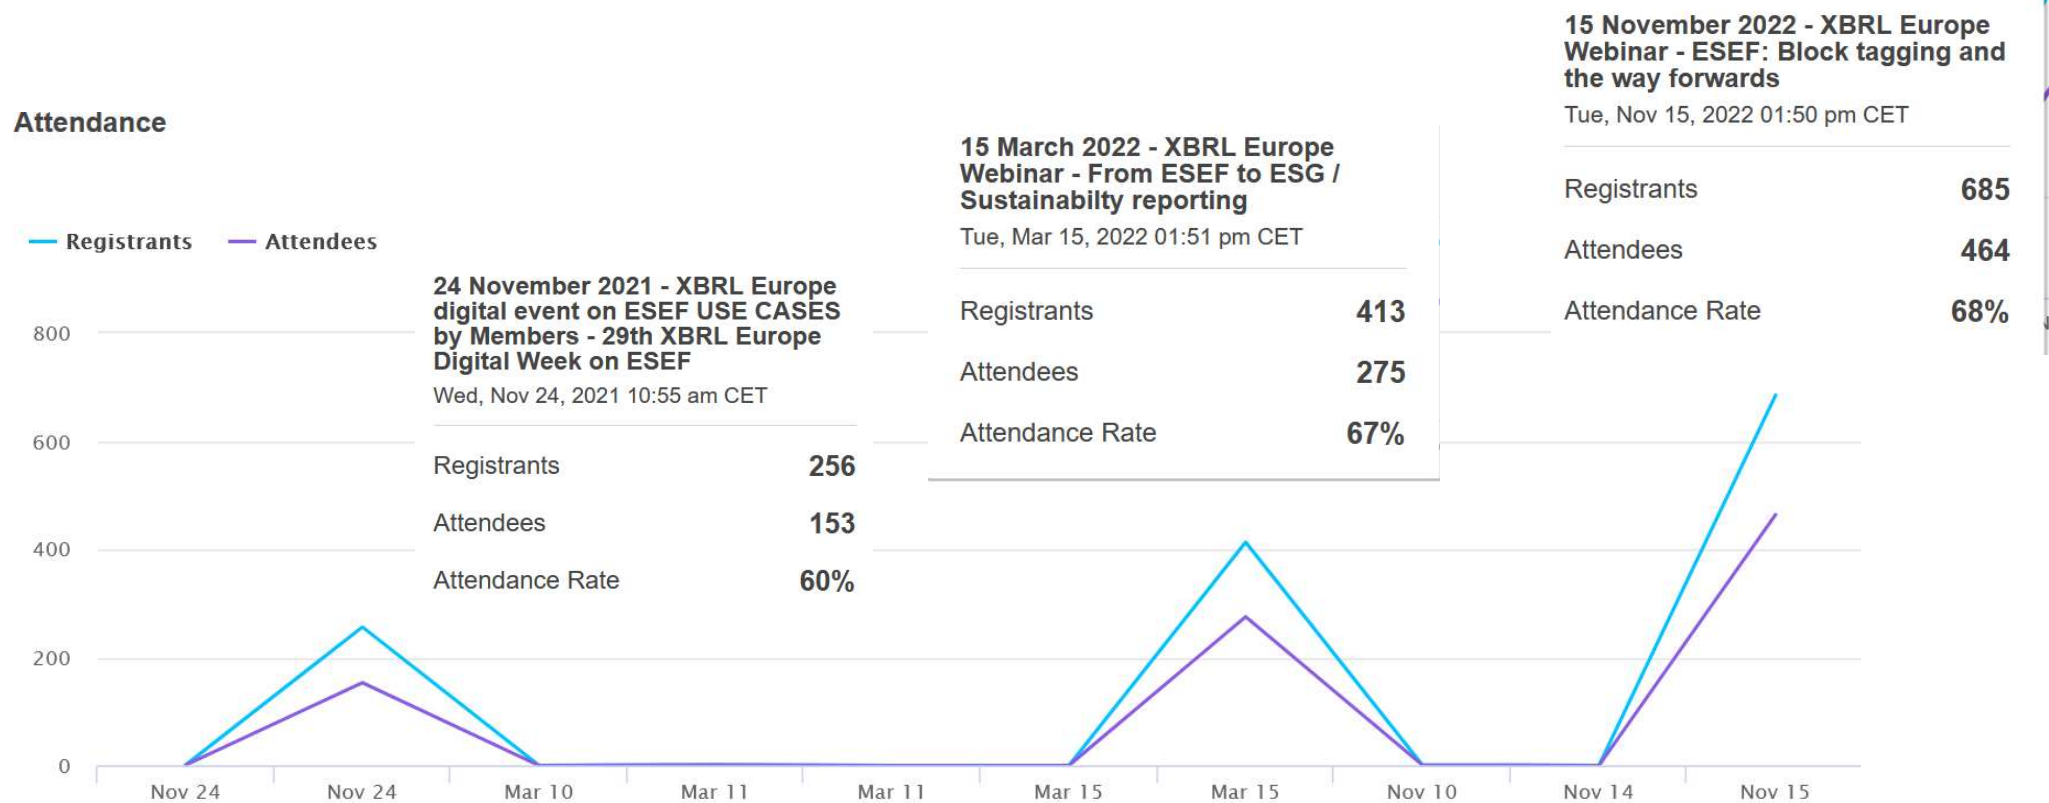 Attendance
Registrants
Attendees
24 November 2021 - XBRL Europe
digital event on ESEF USE CASES
by Members - 29th XBRL Europe
Digital Week on ESEF
Wed, Nov 24, 2021 10:55 am CET
Registrants 256
Attendees 153
Attendance Rate 60%
15 March 2022 - XBRL Europe
Webinar - From ESEF to ESG /
Sustainabilty reporting
Tue, Mar 15, 2022 01:51 pm CET
Registrants 413
Attendees 275
Attendance Rate 67%
15 November 2022 - XBRL Europe
Webinar - ESEF: Block tagging and
the way forwards
Tue, Nov 15, 2022 01:50 pm CET
Registrants 685
Attendees 464
Attendance Rate 68%
800
600
400
200
0
Nov 24 Nov 24 Mar 10 Mar 11 Mar 11 Mar 15 Mar 15 Nov 10 Nov 14 Nov 15